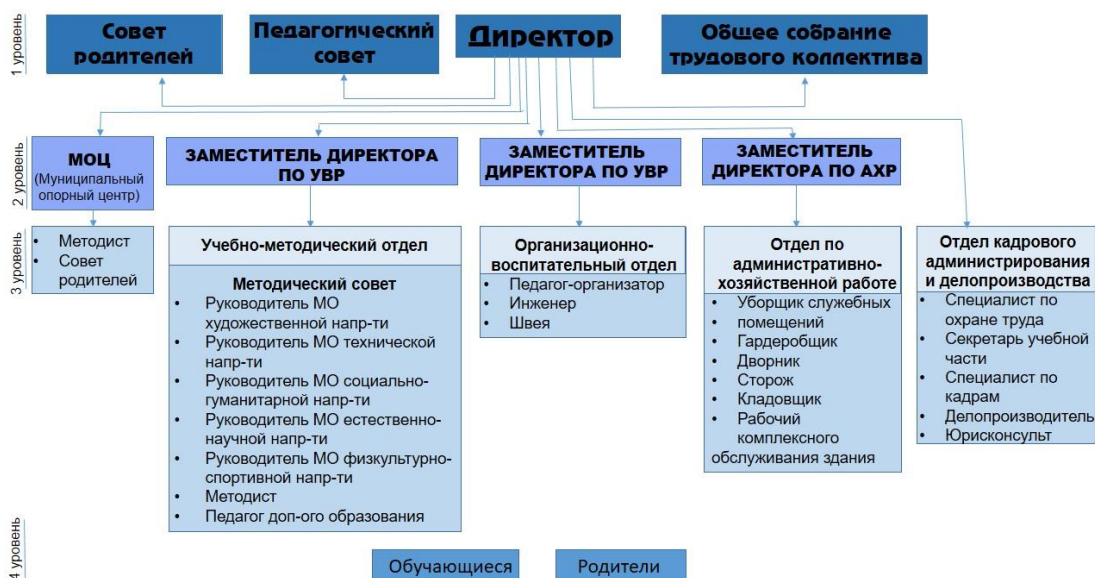 1 уровень
Совет
родителей
Педагогический
совет
Директор
Общее собрание
трудового коллектива
2 уровень
МОЦ
(Муниципальный
опорный центр)
ЗАМЕСТИТЕЛЬ ДИРЕКТОРА
ПО УВР
ЗАМЕСТИТЕЛЬ
ДИРЕКТОРА ПО УВР
ЗАМЕСТИТЕЛЬ
ДИРЕКТОРА ПО АХР
3 уровень
• Методист
• Совет
родителей
Учебно-методический отдел
Методический совет
• Руководитель МО
художественной напр-ти
• Руководитель МО технической
напр-ти
• Руководитель МО социально-
гуманитарной напр-ти
• Руководитель МО естественно-
научной напр-ти
• Руководитель МО физкультурно-
спортивной напр-ти
• Методист
• Педагог доп-ого образования
Организационно-
воспитательный отдел
• Педагог-организатор
• Инженер
• Швея
Отдел по
административно-
хозяйственной работе
• Уборщик служебных
• помещений
• Гардеробщик
• Дворник
• Сторож
• Кладовщик
• Рабочий
комплексного
обслуживания здания
Отдел кадрового
администрирования
и делопроизводства
• Специалист по
охране труда
• Секретарь учебной
части
• Специалист по
кадрам
• Делопроизводитель
• Юрисконсульт
4 уровень
Обучающиеся
Родители